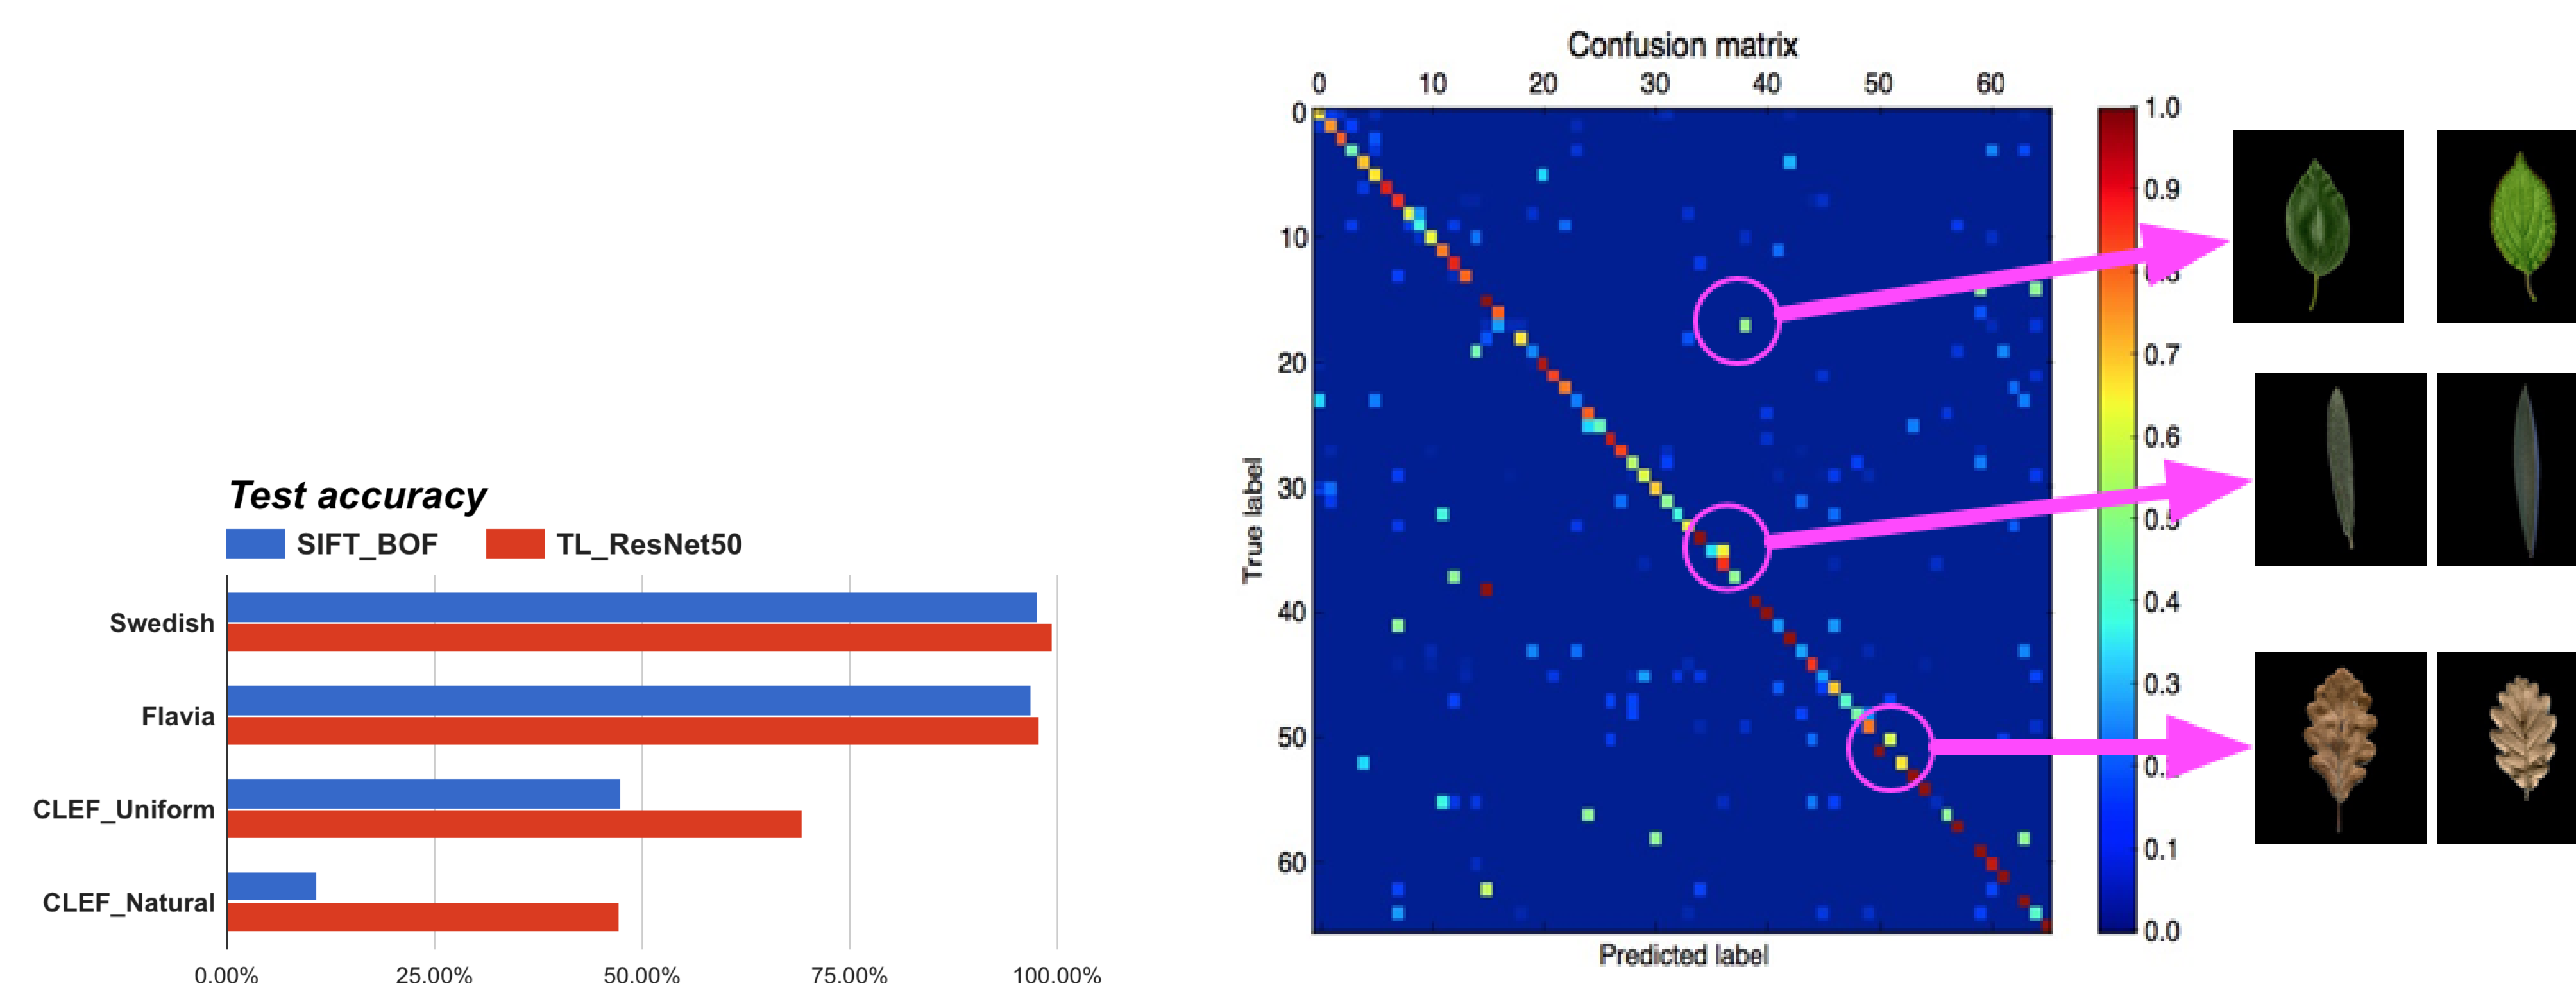 Test accuracy
SIFT_BOF TL_ResNet50
Swedish
Flavia
CLEF_Uniform
CLEF_Natural
0.00% 25.00% 50.00% 75.00% 100.00%
Confusion matrix
0 10 20 30 40 50 60
0
10
20
30
40
50
60
True label
Predicted label
1.0
0.9
0.7
0.6
0.4
0.3
0.1
0.0